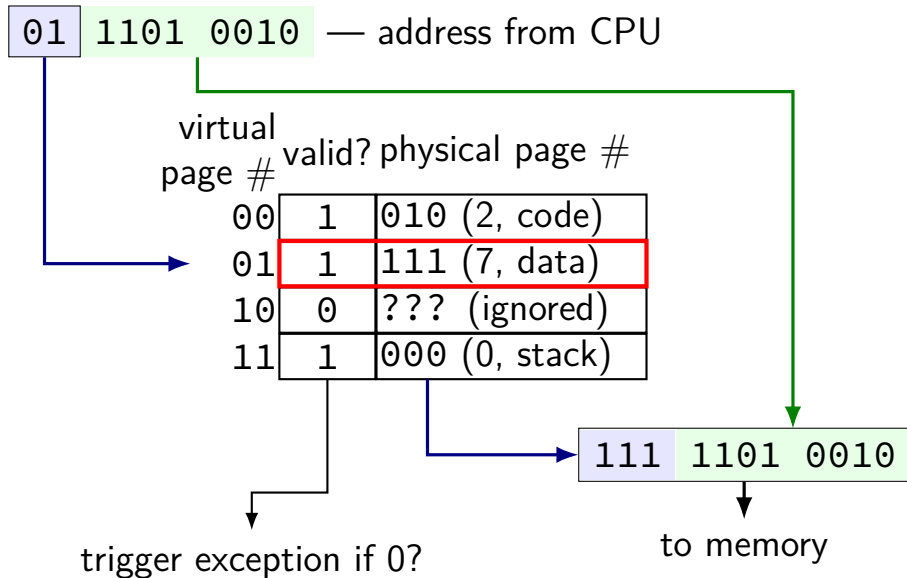 01 1101 0010 — address from CPU
virtual page # valid? physical page #
00 1 010 (2, code)
01 1 111 (7, data)
10 0 ??? (ignored)
11 1 000 (0, stack)
111 1101 0010
trigger exception if 0?
to memory